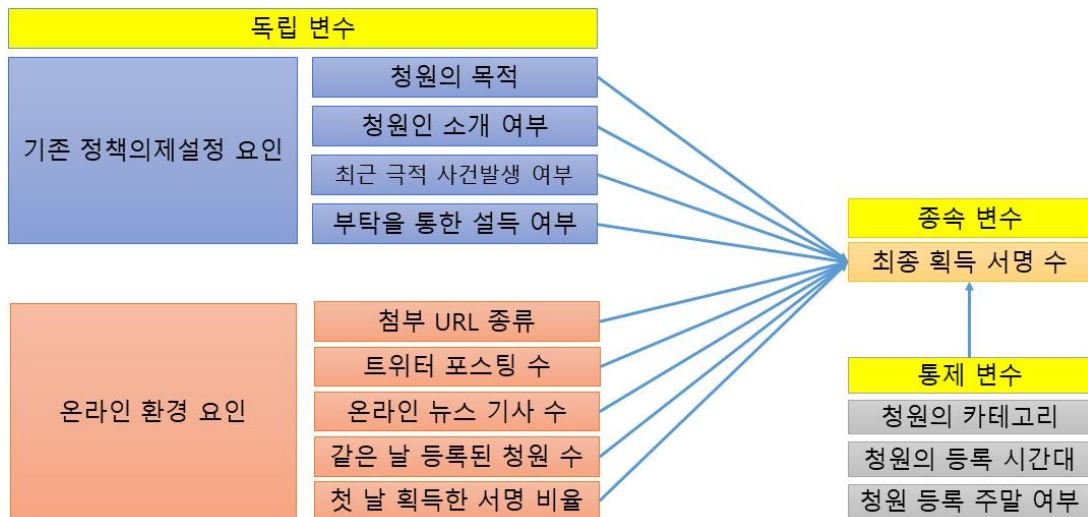 독립 변수
기존 정책의제설정 요인
청원의 목적
청원인 소개 여부
최근 극적 사건발생 여부
부탁을 통한 설득 여부
온라인 환경 요인
첨부 URL 종류
트위터 포스팅 수
온라인 뉴스 기사 수
같은 날 등록된 청원 수
첫 날 획득한 서명 비율
종속 변수
최종 획득 서명 수
통제 변수
청원의 카테고리
청원의 등록 시간대
청원 등록 주말 여부